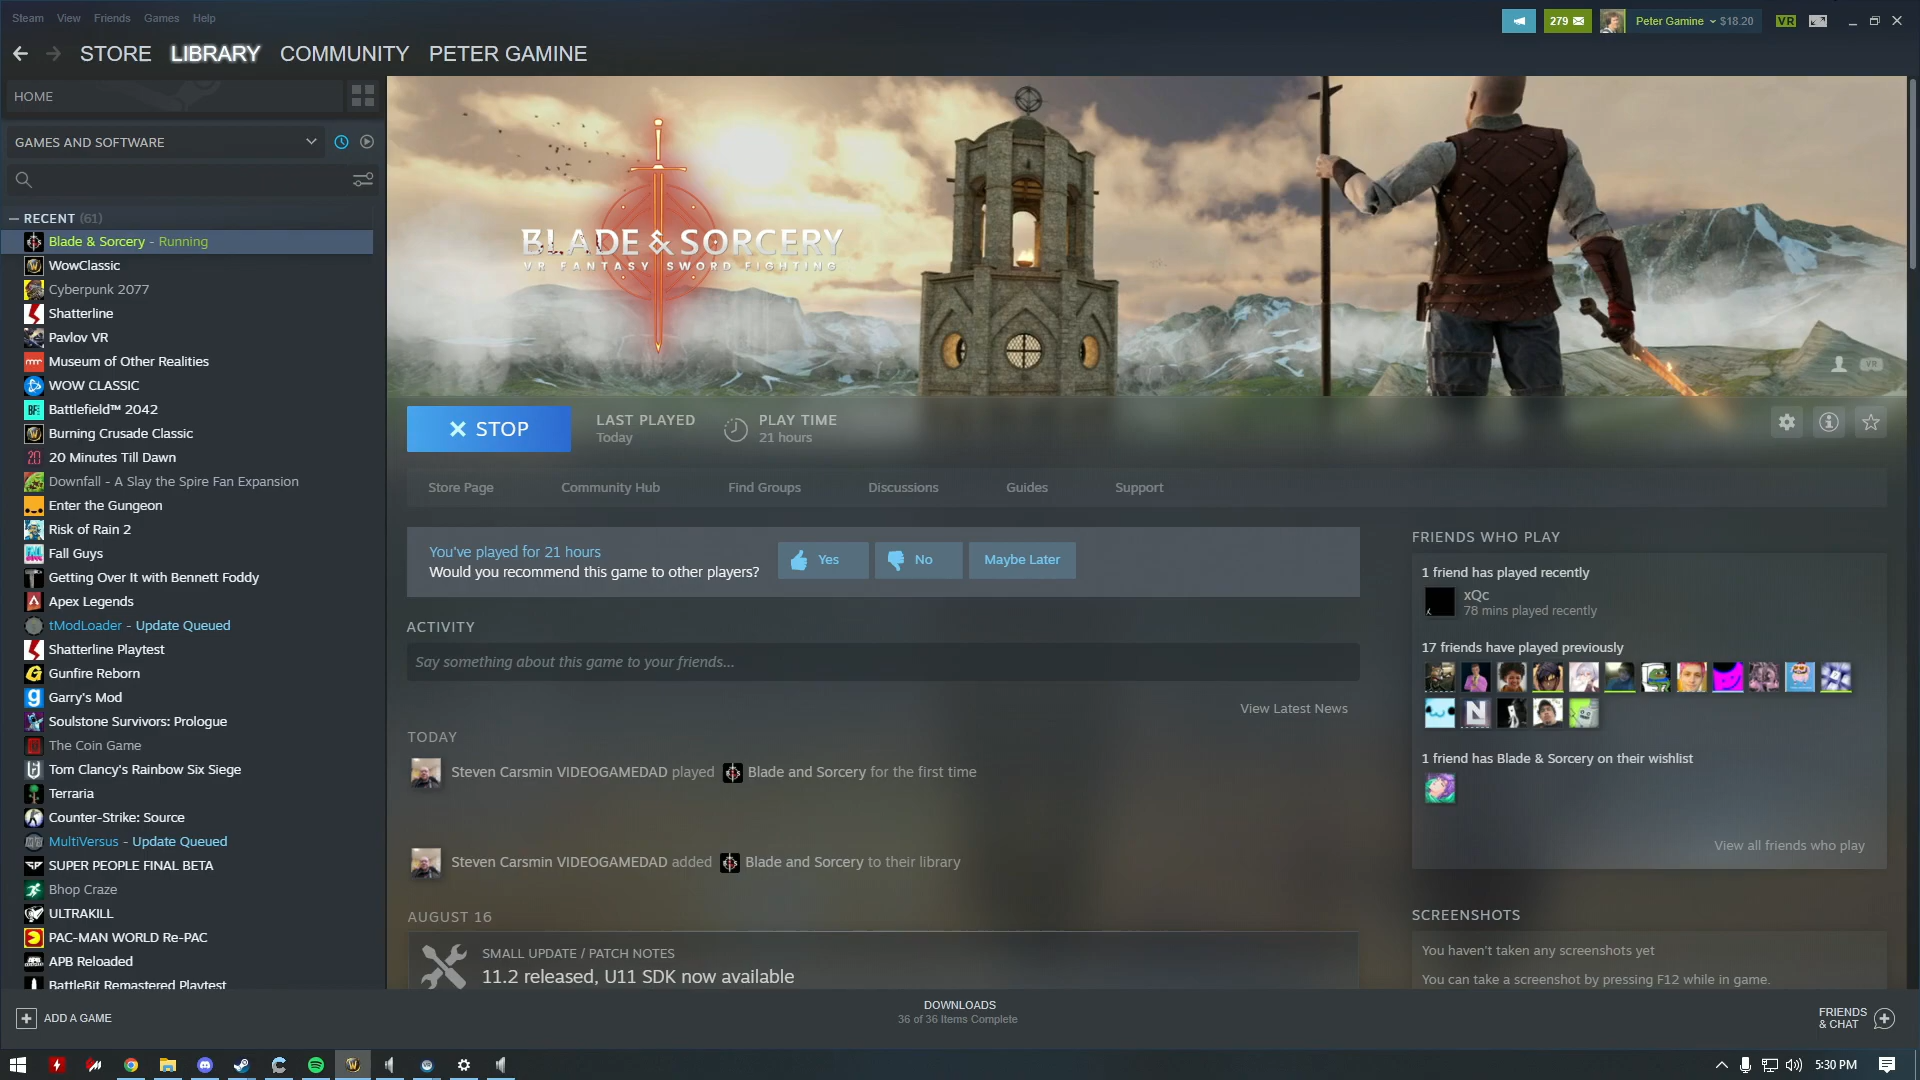 Steam View Friends Games Help
279 Peter Gamine $18.20 VR
STORE LIBRARY COMMUNITY PETER GAMINE
HOME
GAMES AND SOFTWARE
RECENT (61)
Blade & Sorcery - Running
WowClassic
Cyberpunk 2077
Shatterline
Pavlov VR
Museum of Other Realities
WOW CLASSIC
Battlefield™ 2042
Burning Crusade Classic
20 Minutes Till Dawn
Downfall - A Slay the Spire Fan Expansion
Enter the Gungeon
Risk of Rain 2
Fall Guys
Getting Over It with Bennett Foddy
Apex Legends
tModLoader - Update Queued
Shatterline Playtest
Gunfire Reborn
Garry's Mod
Soulstone Survivors: Prologue
The Coin Game
Tom Clancy's Rainbow Six Siege
Terraria
Counter-Strike: Source
MultiVersus - Update Queued
SUPER PEOPLE FINAL BETA
Bhop Craze
ULTRAKILL
PAC-MAN WORLD Re-PAC
APB Reloaded
BattleBit Remastered Playtest
BLADE & SORCERY
VR FANTASY SWORD FIGHTING
VR
STOP
LAST PLAYED
Today
PLAY TIME
21 hours
Store Page Community Hub Find Groups Discussions Guides Support
You've played for 21 hours
Would you recommend this game to other players?
Yes No Maybe Later
ACTIVITY
Say something about this game to your friends...
View Latest News
TODAY
Steven Carsmin VIDEOGAMEDAD played Blade and Sorcery for the first time
Steven Carsmin VIDEOGAMEDAD added Blade and Sorcery to their library
AUGUST 16
SMALL UPDATE / PATCH NOTES
11.2 released, U11 SDK now available
FRIENDS WHO PLAY
1 friend has played recently
xQc
78 mins played recently
17 friends have played previously
1 friend has Blade & Sorcery on their wishlist
View all friends who play
SCREENSHOTS
You haven't taken any screenshots yet
You can take a screenshot by pressing F12 while in game.
ADD A GAME
DOWNLOADS
36 of 36 Items Complete
FRIENDS
& CHAT
5:30 PM